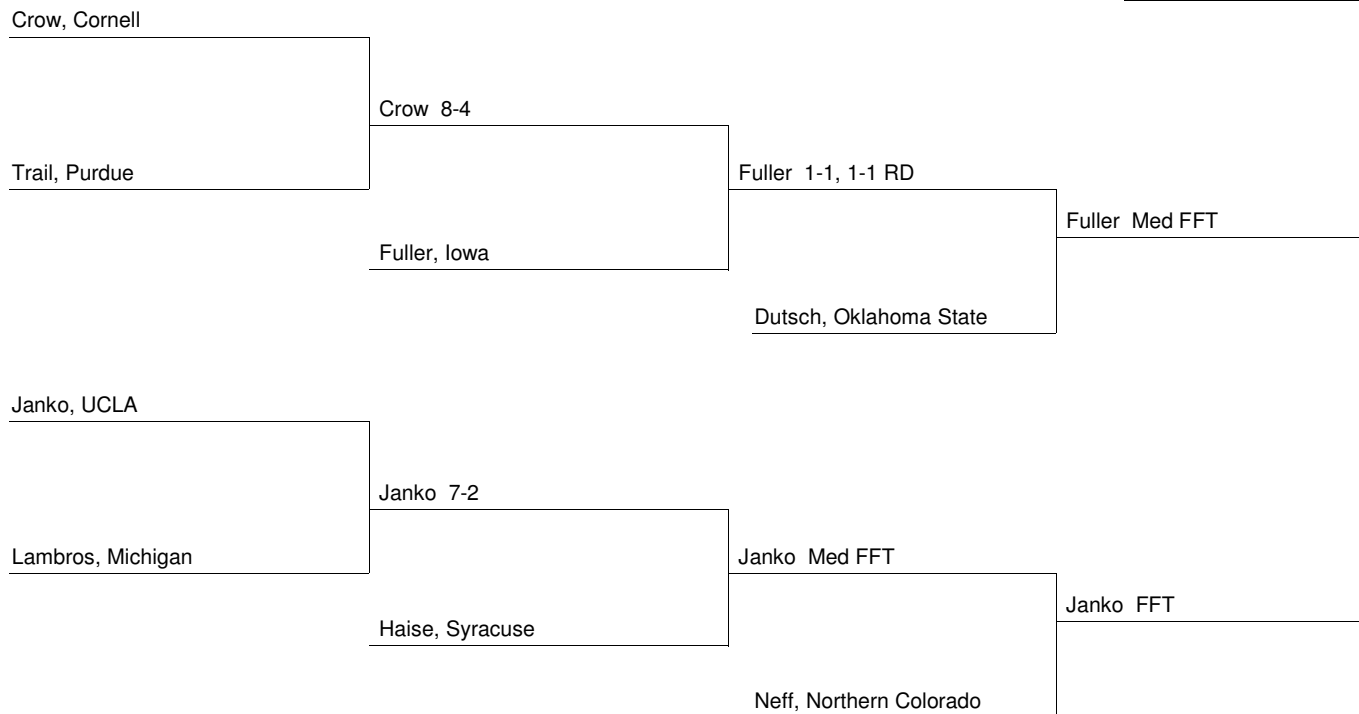 Crow, Cornell
Crow 8-4
Trail, Purdue
Fuller 1-1, 1-1 RD
Fuller Med FFT
Fuller, Iowa
Dutsch, Oklahoma State
Janko, UCLA
Janko 7-2
Lambros, Michigan
Janko Med FFT
Janko FFT
Haise, Syracuse
Neff, Northern Colorado